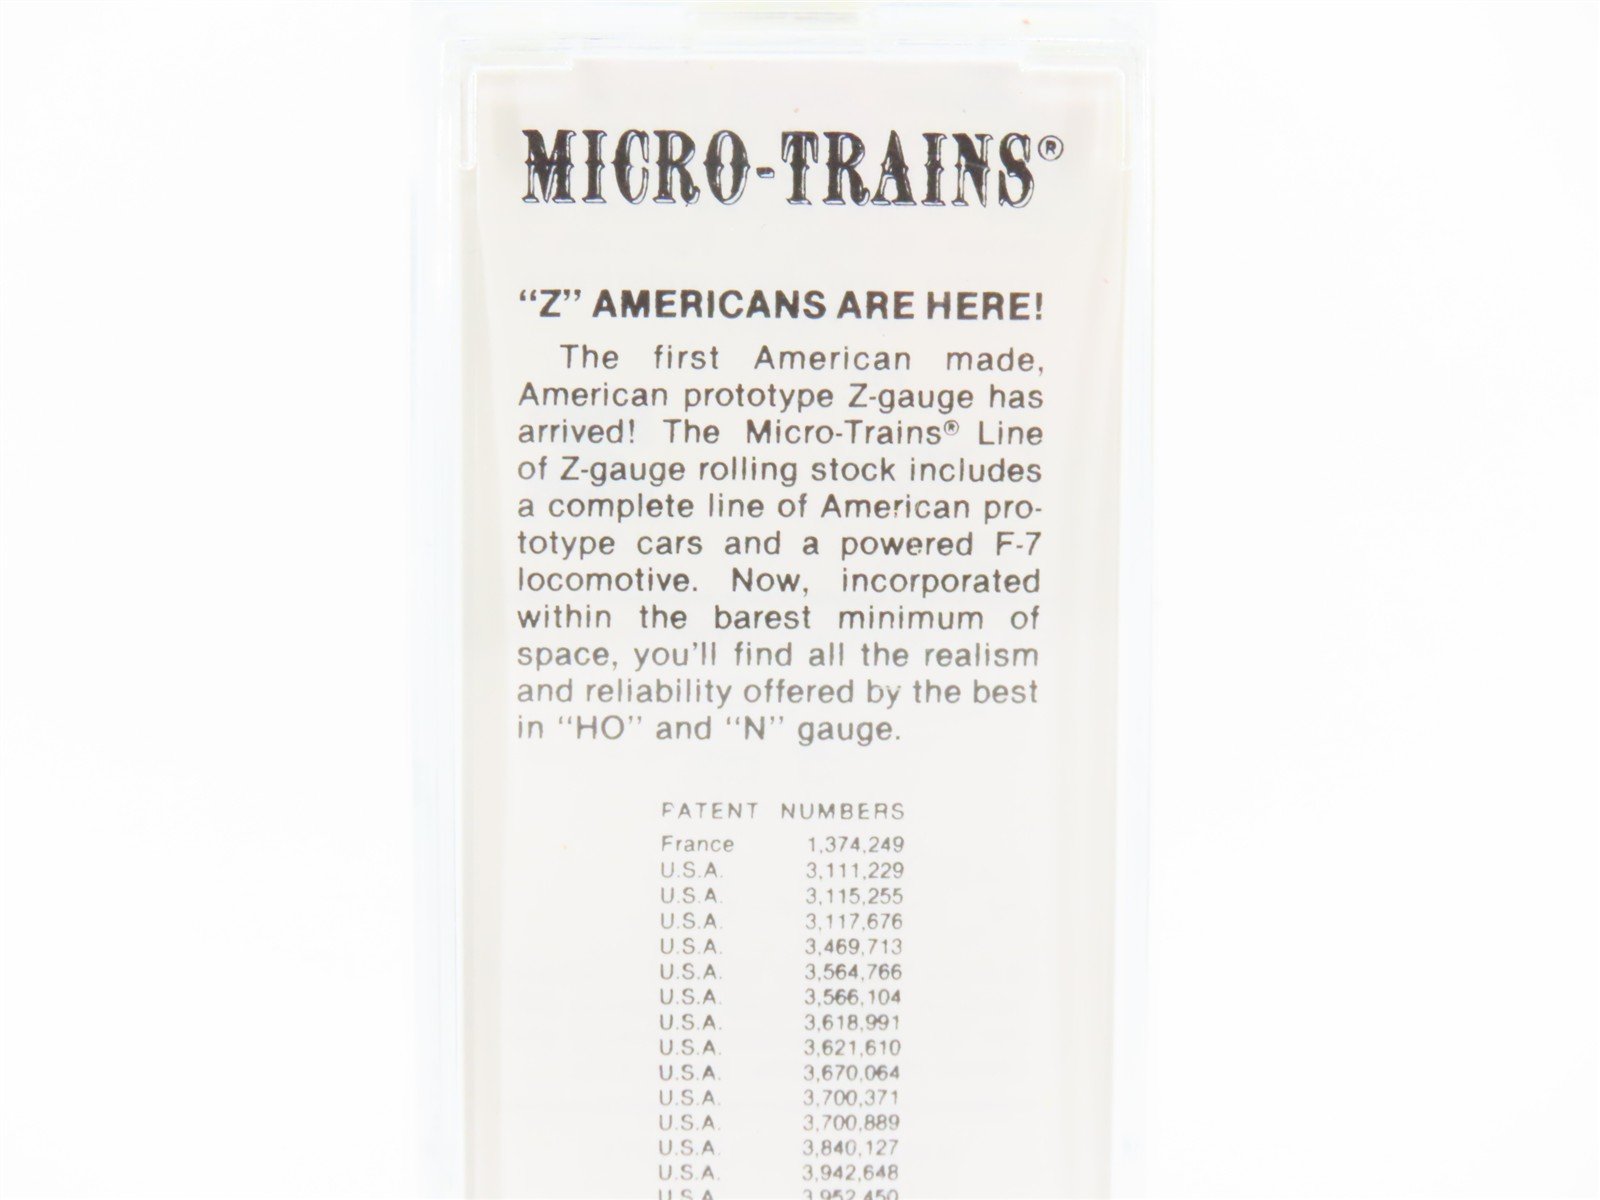 MICRO-TRAINS®
“Z” AMERICANS ARE HERE!
The first American made,
American prototype Z-gauge has
arrived! The Micro-Trains® Line
of Z-gauge rolling stock includes
a complete line of American pro-
totype cars and a powered F-7
locomotive. Now, incorporated
within the barest minimum of
space, you'll find all the realism
and reliability offered by the best
in “HO” and “N” gauge.
PATENT NUMBERS
France 1,374,249
U.S.A. 3,111,229
U.S.A. 3,115,255
U.S.A. 3,117,676
U.S.A. 3,469,713
U.S.A. 3,564,766
U.S.A. 3,566,104
U.S.A. 3,618,991
U.S.A. 3,621,610
U.S.A. 3,670,064
U.S.A. 3,700,371
U.S.A. 3,700,889
U.S.A. 3,840,127
U.S.A. 3,942,648
U.S.A. 3,952,450